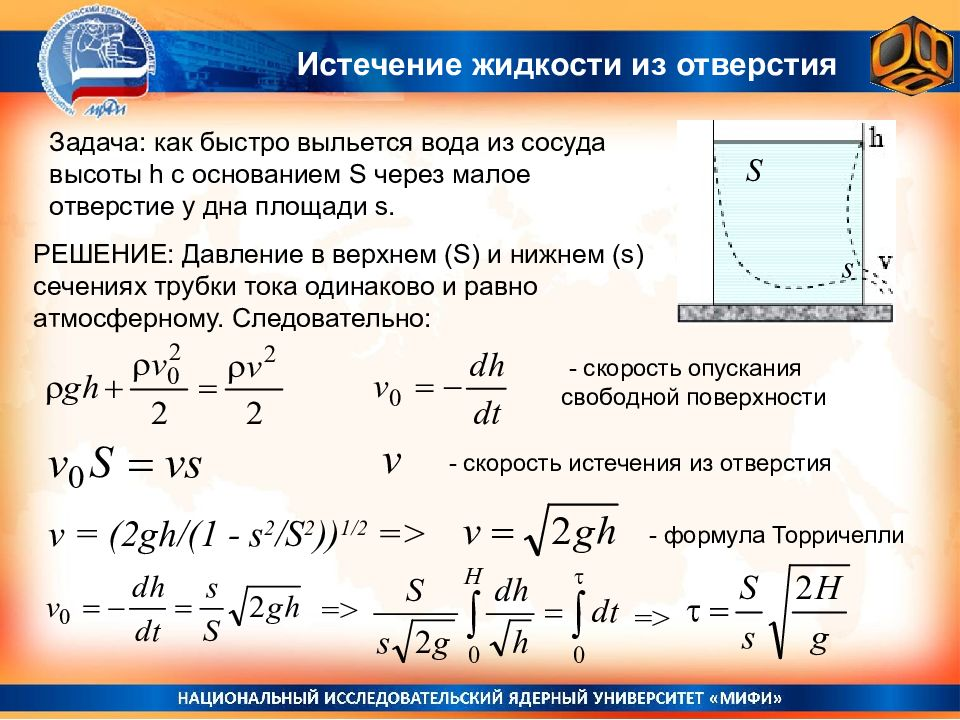 Истечение жидкости из отверстия
МИФИ
Задача: как быстро выльется вода из сосуда
высоты h с основанием S через малое
отверстие у дна площади s.
h
S
s
v
РЕШЕНИЕ: Давление в верхнем (S) и нижнем (s)
сечениях трубки тока одинаково и равно
атмосферному. Следовательно:
ρgh + ρv₀²/2 = ρv²/2
v₀ = − dh/dt
- скорость опускания
свободной поверхности
v₀ S = vs
v - скорость истечения из отверстия
v = (2gh/(1 - s²/S²))^1/2 =>
v = √2gh - формула Торричелли
v₀ = − dh/dt = s/S √2gh => S/(s√2g) ∫₀ᴴ dh/√h = ∫₀^τ dt => τ = S/s √(2H/g)
НАЦИОНАЛЬНЫЙ ИССЛЕДОВАТЕЛЬСКИЙ ЯДЕРНЫЙ УНИВЕРСИТЕТ «МИФИ»